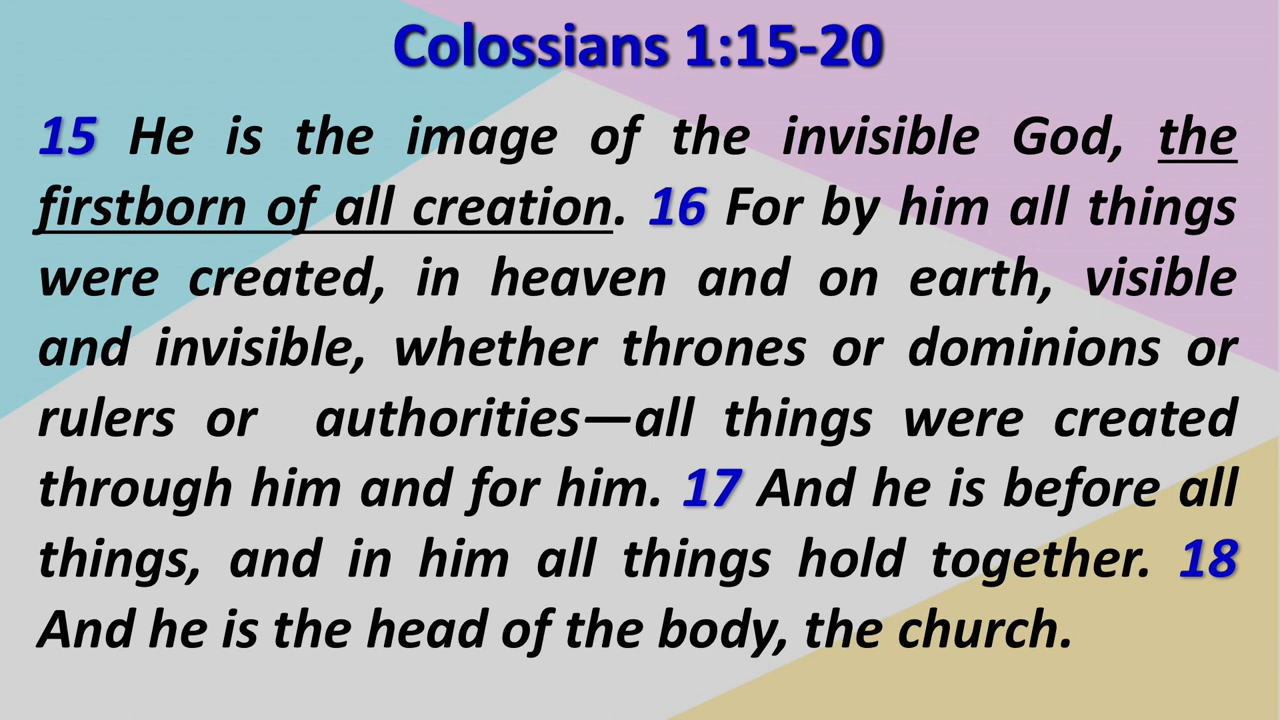 Colossians 1:15-20
15 He is the image of the invisible God, the
firstborn of all creation. 16 For by him all things
were created, in heaven and on earth, visible
and invisible, whether thrones or dominions or
rulers or authorities—all things were created
through him and for him. 17 And he is before all
things, and in him all things hold together. 18
And he is the head of the body, the church.